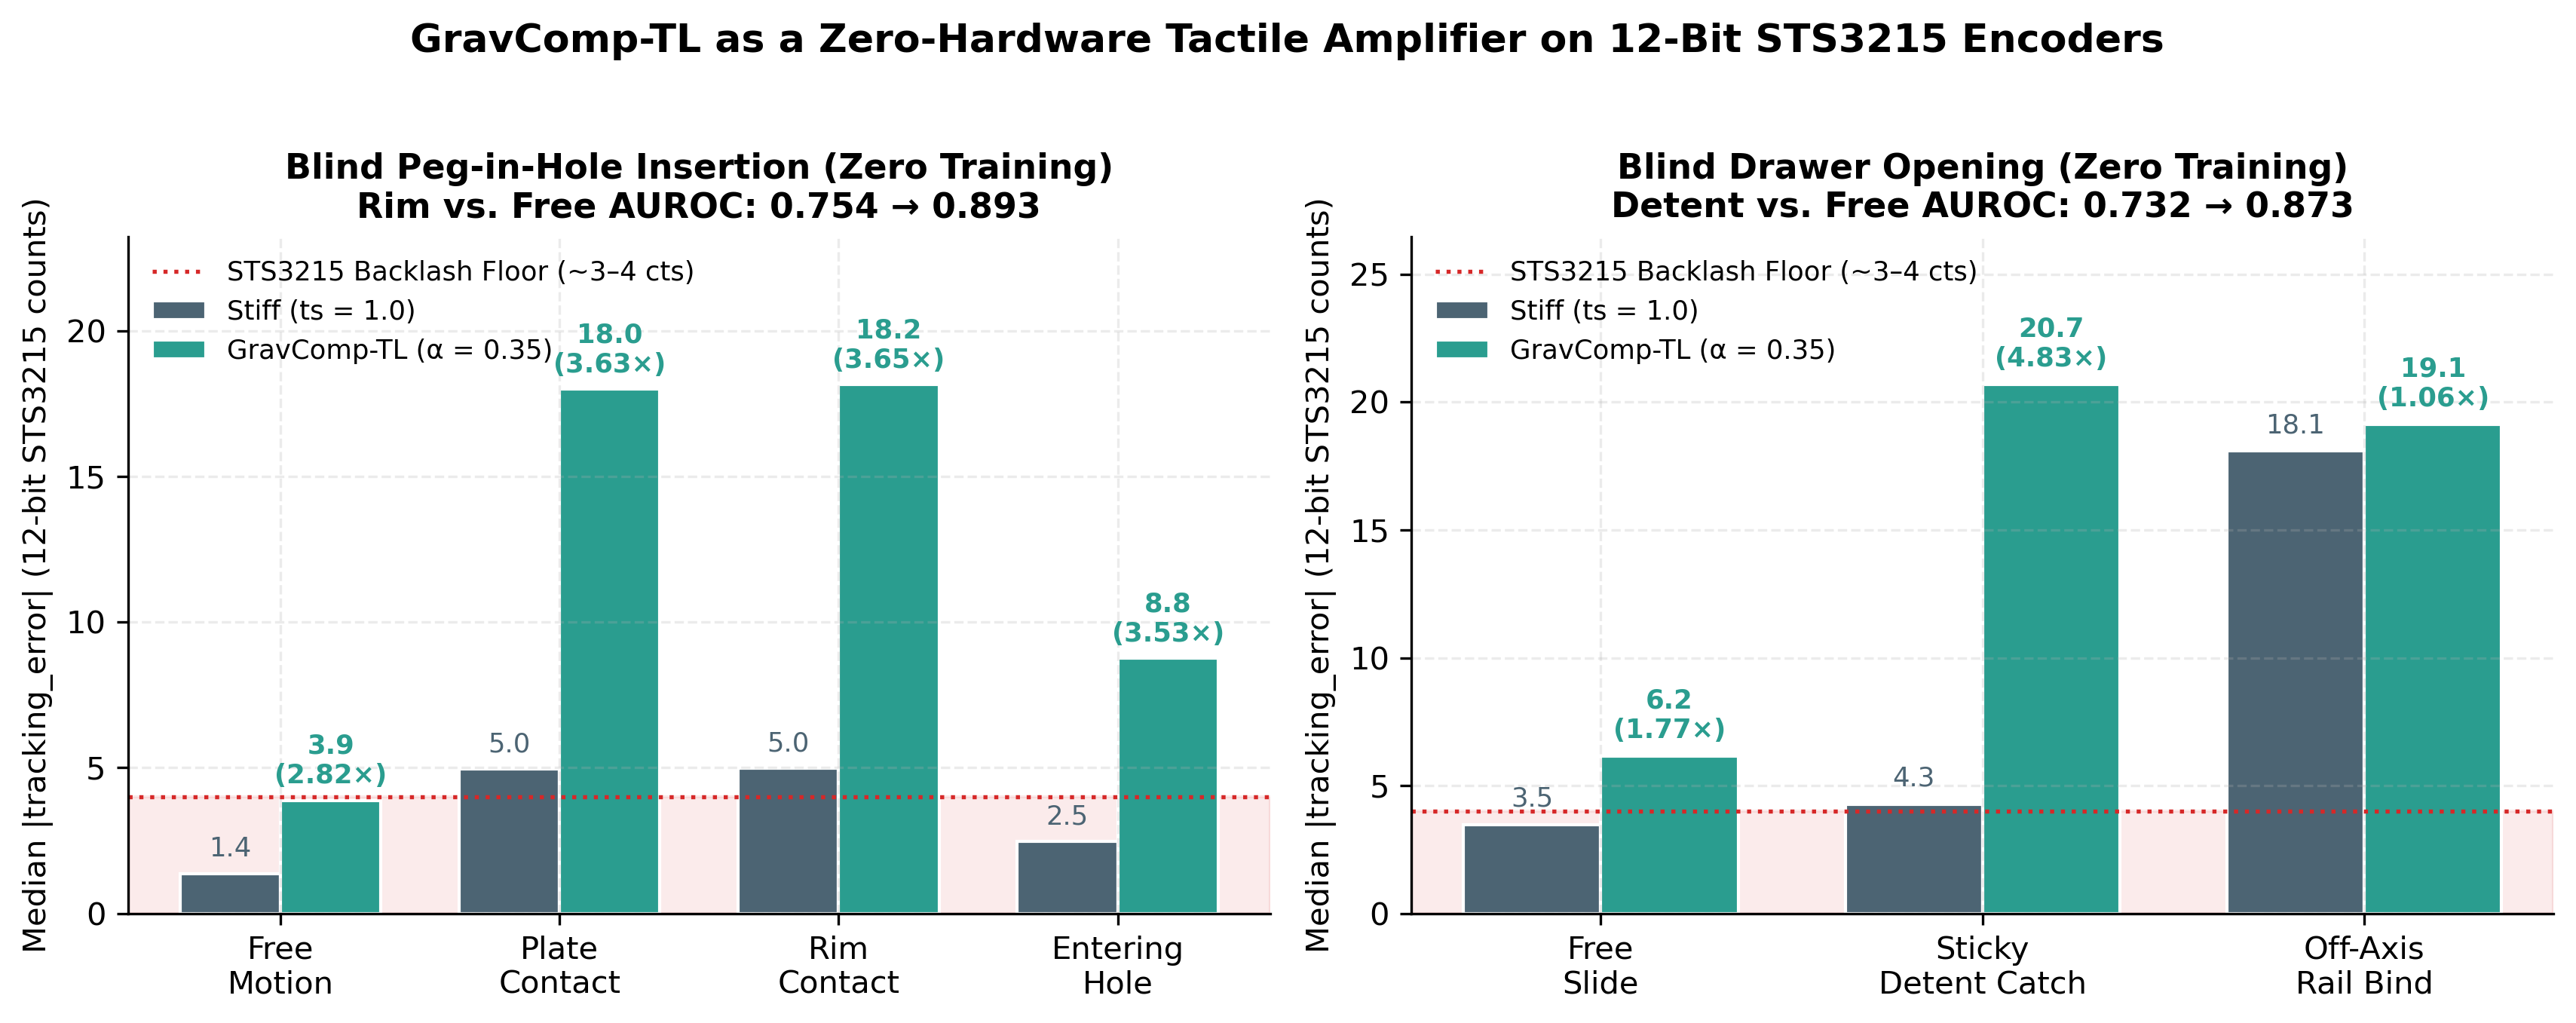 GravComp-TL as a Zero-Hardware Tactile Amplifier on 12-Bit STS3215 Encoders
Blind Peg-in-Hole Insertion (Zero Training)
Rim vs. Free AUROC: 0.754 → 0.893
Median |tracking_error| (12-bit STS3215 counts)
STS3215 Backlash Floor (~3–4 cts)
Stiff (ts = 1.0)
GravComp-TL (α = 0.35)
20
15
10
5
0
1.4
3.9
(2.82×)
5.0
18.0
(3.63×)
5.0
18.2
(3.65×)
2.5
8.8
(3.53×)
Free
Motion
Plate
Contact
Rim
Contact
Entering
Hole
Blind Drawer Opening (Zero Training)
Detent vs. Free AUROC: 0.732 → 0.873
Median |tracking_error| (12-bit STS3215 counts)
STS3215 Backlash Floor (~3–4 cts)
Stiff (ts = 1.0)
GravComp-TL (α = 0.35)
25
20
15
10
5
0
3.5
6.2
(1.77×)
4.3
20.7
(4.83×)
18.1
19.1
(1.06×)
Free
Slide
Sticky
Detent Catch
Off-Axis
Rail Bind